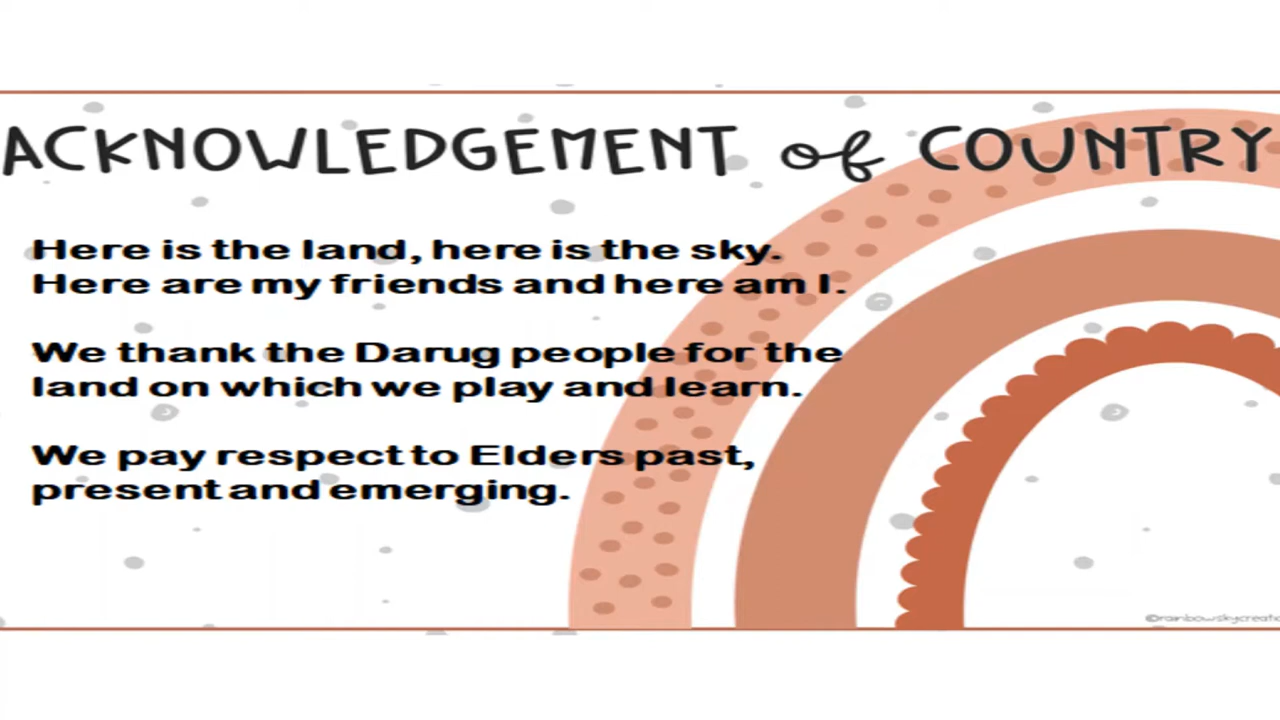 ACKNOWLEDGEMENT of COUNTRY
Here is the land, here is the sky.
Here are my friends and here am I.
We thank the Darug people for the
land on which we play and learn.
We pay respect to Elders past,
present and emerging.